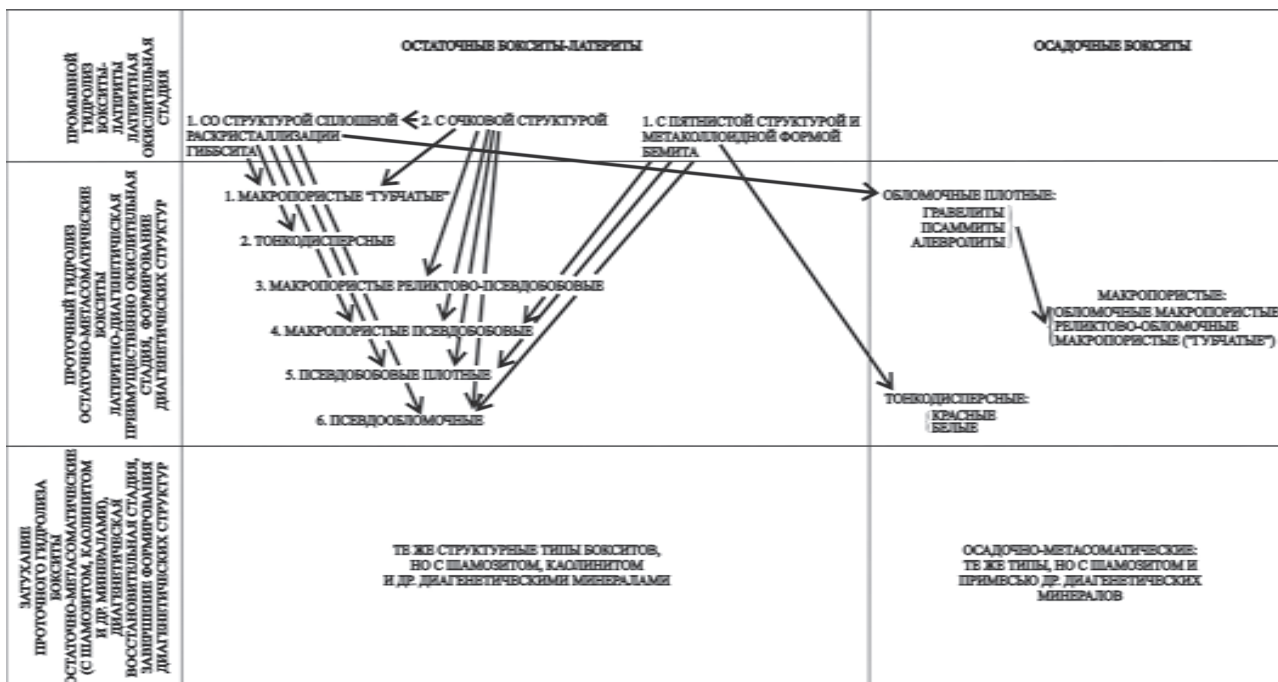 ОСТАТОЧНЫЕ БОКСИТЫ-ЛАТЕРИТЫ
ОСАДОЧНЫЕ БОКСИТЫ
ПРОМЫВНОЙ
ГИДРОЛИЗ
БОКСИТЫ-
ЛАТЕРИТЫ
ЛАТЕРИТНАЯ
ОКИСЛИТЕЛЬНАЯ
СТАДИЯ
1. СО СТРУКТУРОЙ СПЛОШНОЙ
РАСКРИСТАЛЛИЗАЦИИ
ГИББСИТА
2. С ОЧКОВОЙ СТРУКТУРОЙ
1. С ПЯТНИСТОЙ СТРУКТУРОЙ И
МЕТАКОЛЛОИДНОЙ ФОРМОЙ
БЕМИТА
ПРОТОЧНЫЙ ГИДРОЛИЗ
ОСТАТОЧНО-МЕТАСОМАТИЧЕСКИЕ
БОКСИТЫ
ЛАТЕРИТНО-ДИАГЕНЕТИЧЕСКАЯ
ПРЕИМУЩЕСТВЕННО ОКИСЛИТЕЛЬНАЯ
СТАДИЯ, ФОРМИРОВАНИЕ
ДИАГЕНЕТИЧЕСКИХ СТРУКТУР
1. МАКРОПОРИСТЫЕ "ГУБЧАТЫЕ"
2. ТОНКОДИСПЕРСНЫЕ
3. МАКРОПОРИСТЫЕ РЕЛИКТОВО-ПСЕВДОБОБОВЫЕ
4. МАКРОПОРИСТЫЕ ПСЕВДОБОБОВЫЕ
5. ПСЕВДОБОБОВЫЕ ПЛОТНЫЕ
6. ПСЕВДООБЛОМОЧНЫЕ
ОБЛОМОЧНЫЕ ПЛОТНЫЕ:
ГРАВЕЛИТЫ
ПСАММИТЫ
АЛЕВРОЛИТЫ
МАКРОПОРИСТЫЕ:
ОБЛОМОЧНЫЕ МАКРОПОРИСТЫЕ
РЕЛИКТОВО-ОБЛОМОЧНЫЕ
МАКРОПОРИСТЫЕ ("ГУБЧАТЫЕ")
ТОНКОДИСПЕРСНЫЕ:
КРАСНЫЕ
БЕЛЫЕ
ЗАТУХАНИЕ
ПРОТОЧНОГО ГИДРОЛИЗА
БОКСИТЫ
ОСТАТОЧНО-МЕТАСОМАТИЧЕСКИЕ
(С ШАМОЗИТОМ, КАОЛИНИТОМ
И ДР. МИНЕРАЛАМИ),
ДИАГЕНЕТИЧЕСКАЯ
ВОССТАНОВИТЕЛЬНАЯ СТАДИЯ,
ЗАВЕРШЕНИЕ ФОРМИРОВАНИЯ
ДИАГЕНЕТИЧЕСКИХ СТРУКТУР
ТЕ ЖЕ СТРУКТУРНЫЕ ТИПЫ БОКСИТОВ,
НО С ШАМОЗИТОМ, КАОЛИНИТОМ
И ДР. ДИАГЕНЕТИЧЕСКИМИ МИНЕРАЛАМИ
ОСАДОЧНО-МЕТАСОМАТИЧЕСКИЕ:
ТЕ ЖЕ ТИПЫ, НО С ШАМОЗИТОМ И
ПРИМЕСЬЮ ДР. ДИАГЕНЕТИЧЕСКИХ
МИНЕРАЛОВ